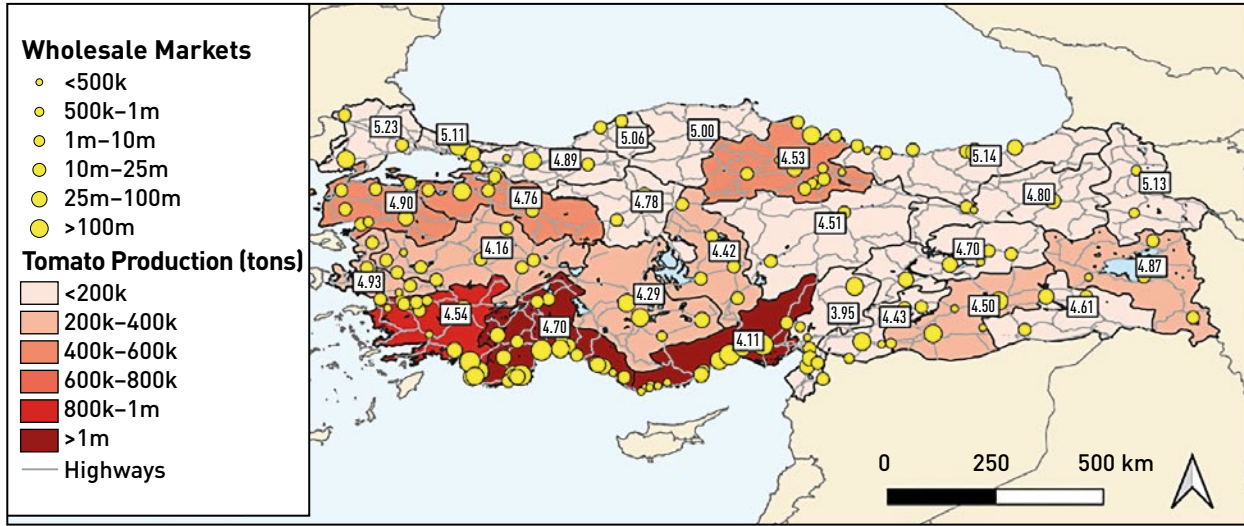 Wholesale Markets
<500k
500k–1m
1m–10m
10m–25m
25m–100m
>100m
Tomato Production (tons)
<200k
200k–400k
400k–600k
600k–800k
800k–1m
>1m
Highways
5.23
5.11
5.06
5.00
4.89
4.53
5.14
5.13
4.90
4.76
4.78
4.80
4.51
4.16
4.42
4.70
4.87
4.93
4.29
4.54
4.50
4.61
4.70
3.95
4.43
4.11
0 250 500 km